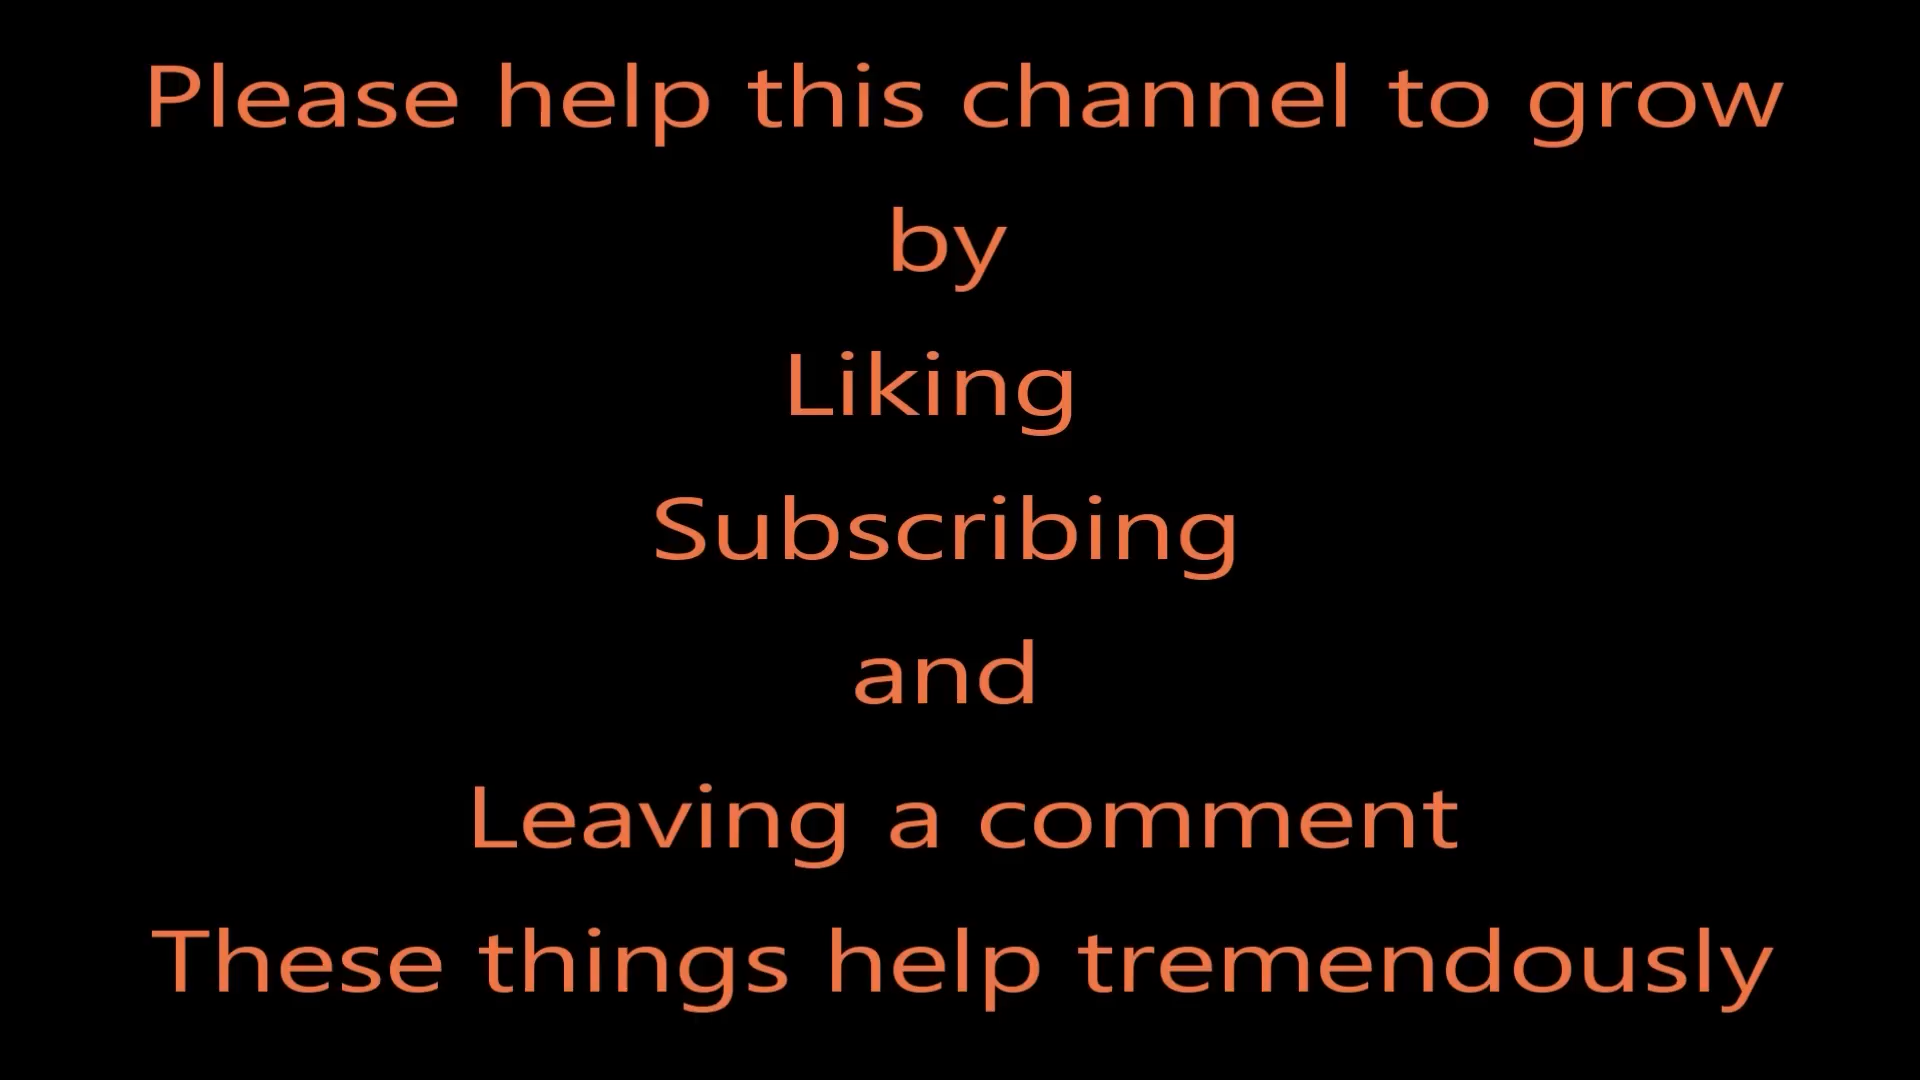 Please help this channel to grow
by
Liking
Subscribing
and
Leaving a comment
These things help tremendously